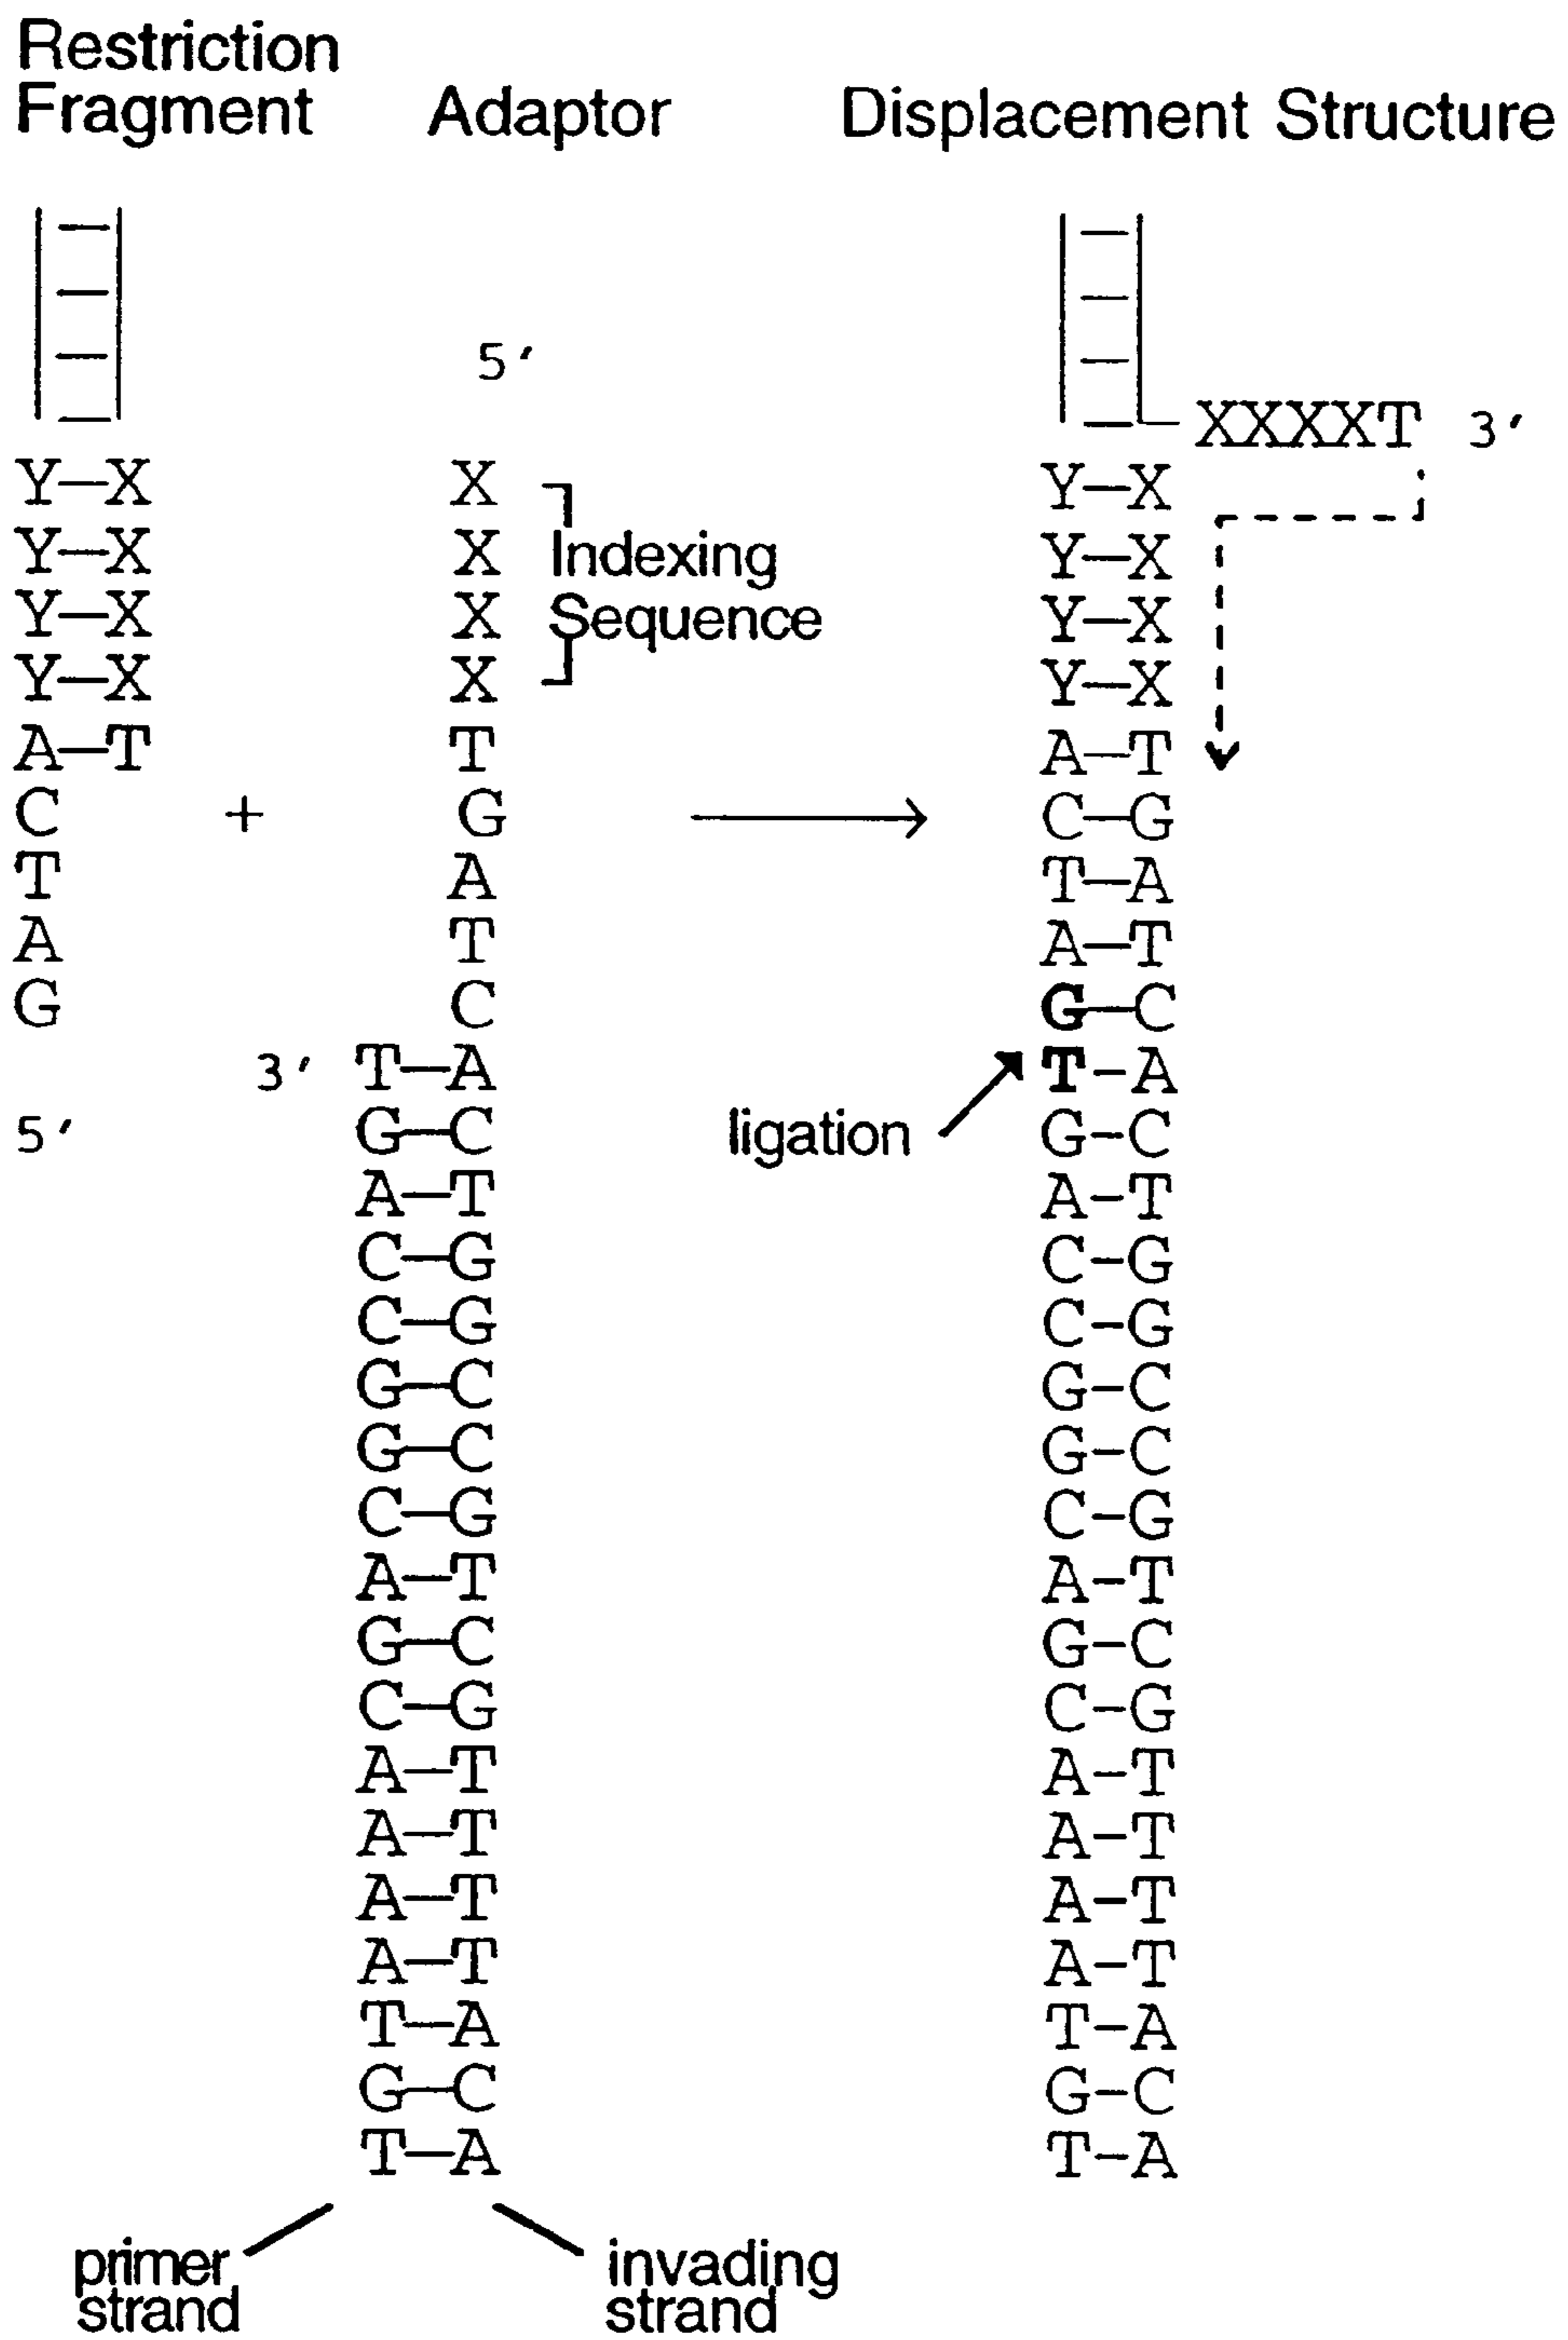 Restriction
Fragment Adaptor Displacement Structure
5′
XXXXT 3′
Y—X X Y—X
Y—X X Indexing Y—X
Y—X X Sequence Y—X
Y—X X Y—X
A—T T A—T
C + G C—G
T A T—A
A T A—T
G C G—C
3′ T—A T-A
5′ G—C ligation G-C
A—T A-T
C—G C-G
C—G C-G
G—C G-C
G—C G-C
C—G C-G
A—T A-T
G—C G-C
C—G C-G
A—T A-T
A—T A-T
A—T A-T
A—T A-T
T—A T-A
G—C G-C
T—A T-A
primer invading
strand strand